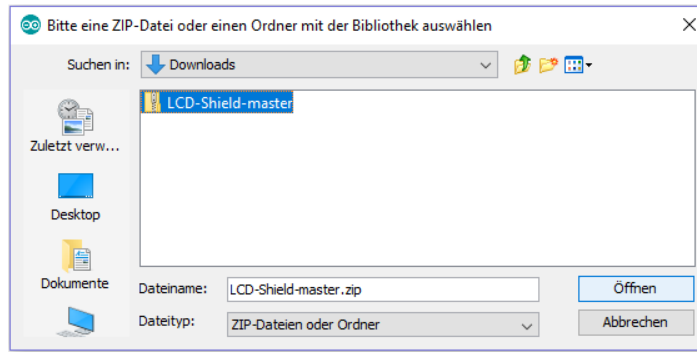 Bitte eine ZIP-Datei oder einen Ordner mit der Bibliothek auswählen
Suchen in: Downloads
LCD-Shield-master
Zuletzt verw...
Desktop
Dokumente
Dateiname: LCD-Shield-master.zip Öffnen
Dateityp: ZIP-Dateien oder Ordner Abbrechen